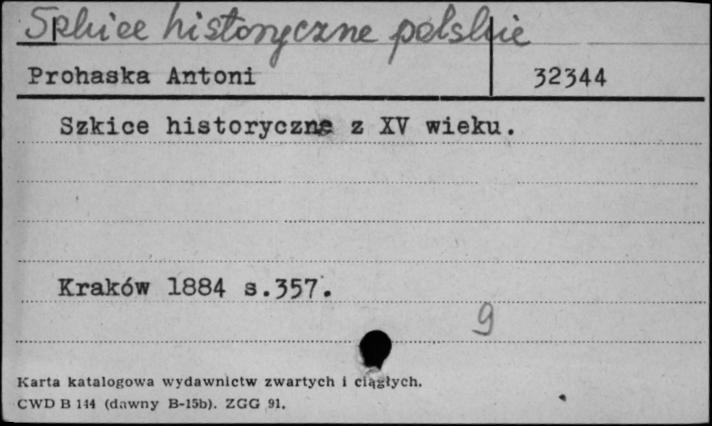 Szkice historyczne polskie
Prohaska Antoni 32344
Szkice historyczne z XV wieku.
Kraków 1884 s.357.
9
Karta katalogowa wydawnictw zwartych i ciągłych.
CWD B 144 (dawny B-15b). ZGG 91.